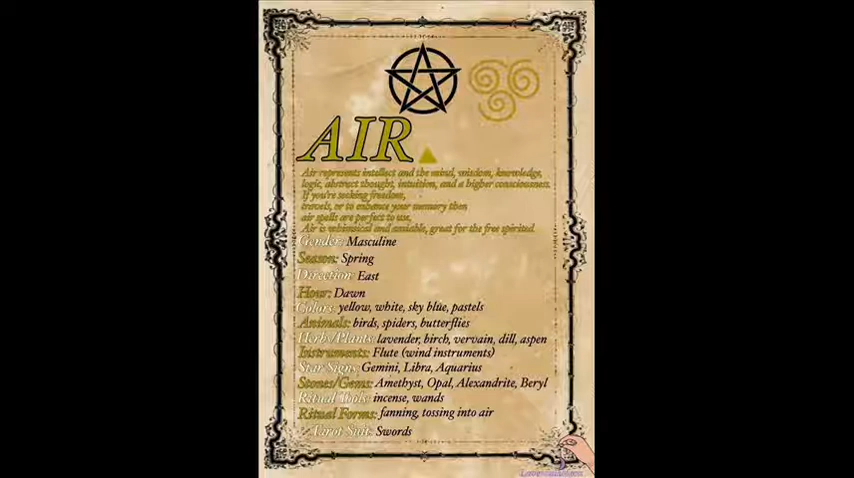 AIR
Air represents intellect and the mind, wisdom, knowledge,
logic, abstract thought, intuition, and a higher consciousness.
If you're seeking freedom,
travels, or to enhance your memory then
air spells are perfect to use.
Air is whimsical and amiable, great for the free spirited.
Gender: Masculine
Season: Spring
Direction: East
Hour: Dawn
Colors: yellow, white, sky blue, pastels
Animals: birds, spiders, butterflies
Herbs/Plants: lavender, birch, vervain, dill, aspen
Instruments: Flute (wind instruments)
Star Signs: Gemini, Libra, Aquarius
Stones/Gems: Amethyst, Opal, Alexandrite, Beryl
Ritual Tools: incense, wands
Ritual Forms: fanning, tossing into air
Tarot Suit: Swords